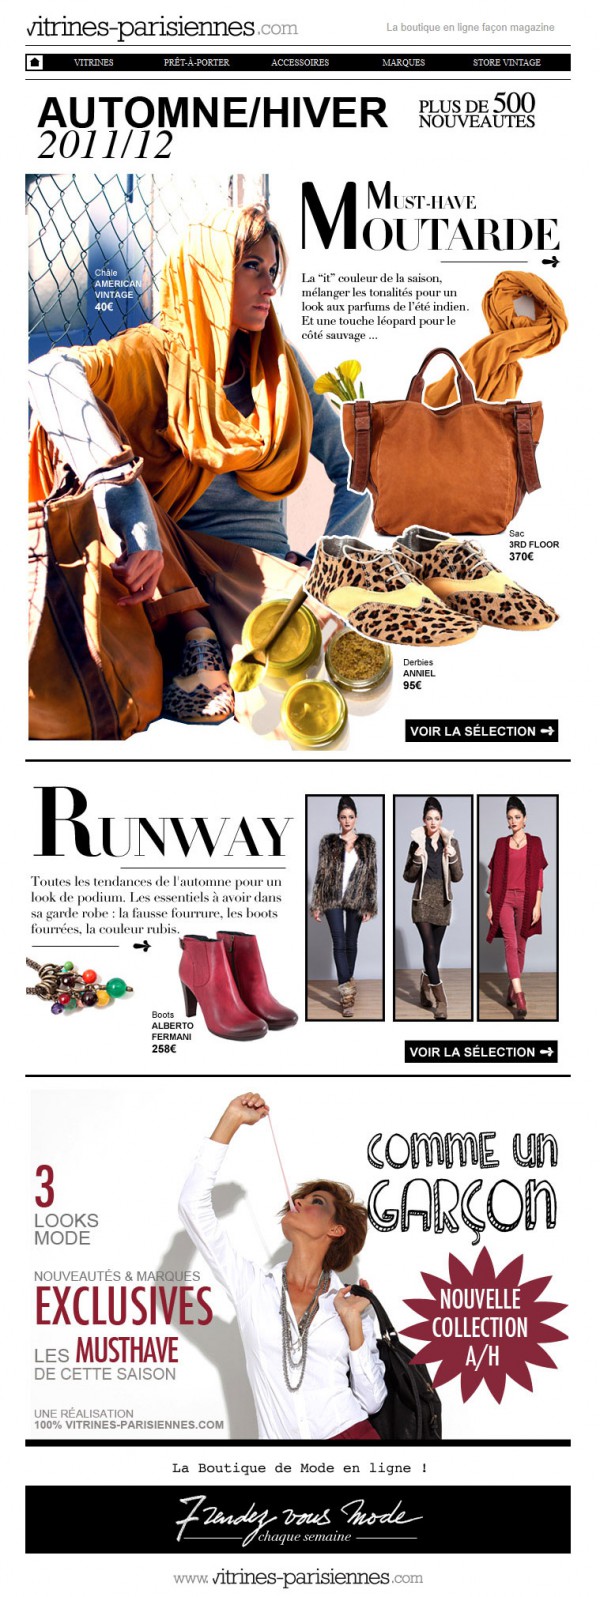 vitrines-parisiennes.com
La boutique en ligne façon magazine
VITRINES PRÊT-À-PORTER ACCESSOIRES MARQUES STORE VINTAGE
AUTOMNE/HIVER
2011/12
PLUS DE 500
NOUVEAUTES
MUST-HAVE
MOUTARDE
La “it” couleur de la saison,
mélanger les tonalités pour un
look aux parfums de l'été indien.
Et une touche léopard pour le
côté sauvage ...
Châle
AMERICAN
VINTAGE
40€
Sac
3RD FLOOR
370€
Derbies
ANNIEL
95€
VOIR LA SÉLECTION
RUNWAY
Toutes les tendances de l'automne pour un
look de podium. Les essentiels à avoir dans
sa garde robe : la fausse fourrure, les boots
fourrées, la couleur rubis.
Boots
ALBERTO
FERMANI
258€
VOIR LA SÉLECTION
COMME UN
GARÇON
3
LOOKS
MODE
NOUVEAUTÉS & MARQUES
EXCLUSIVES
LES MUSTHAVE
DE CETTE SAISON
UNE RÉALISATION
100% VITRINES-PARISIENNES.COM
NOUVELLE
COLLECTION
A/H
La Boutique de Mode en ligne !
7 rendez vous Mode
chaque semaine
www.vitrines-parisiennes.com